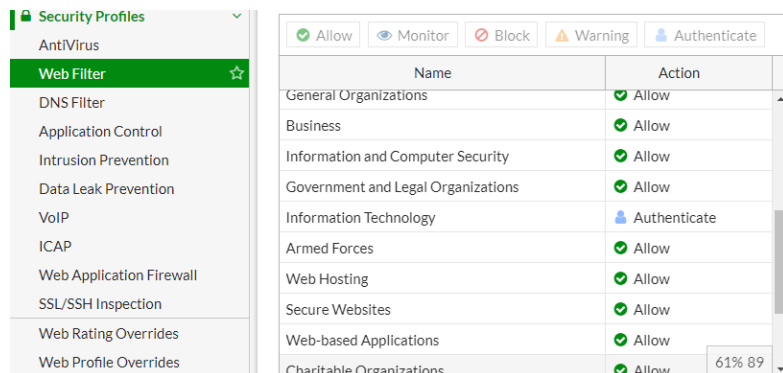 Security Profiles
AntiVirus
Web Filter
DNS Filter
Application Control
Intrusion Prevention
Data Leak Prevention
VoIP
ICAP
Web Application Firewall
SSL/SSH Inspection
Web Rating Overrides
Web Profile Overrides
Allow Monitor Block Warning Authenticate
Name Action
General Organizations Allow
Business Allow
Information and Computer Security Allow
Government and Legal Organizations Allow
Information Technology Authenticate
Armed Forces Allow
Web Hosting Allow
Secure Websites Allow
Web-based Applications Allow
Charitable Organizations Allow
61% 89